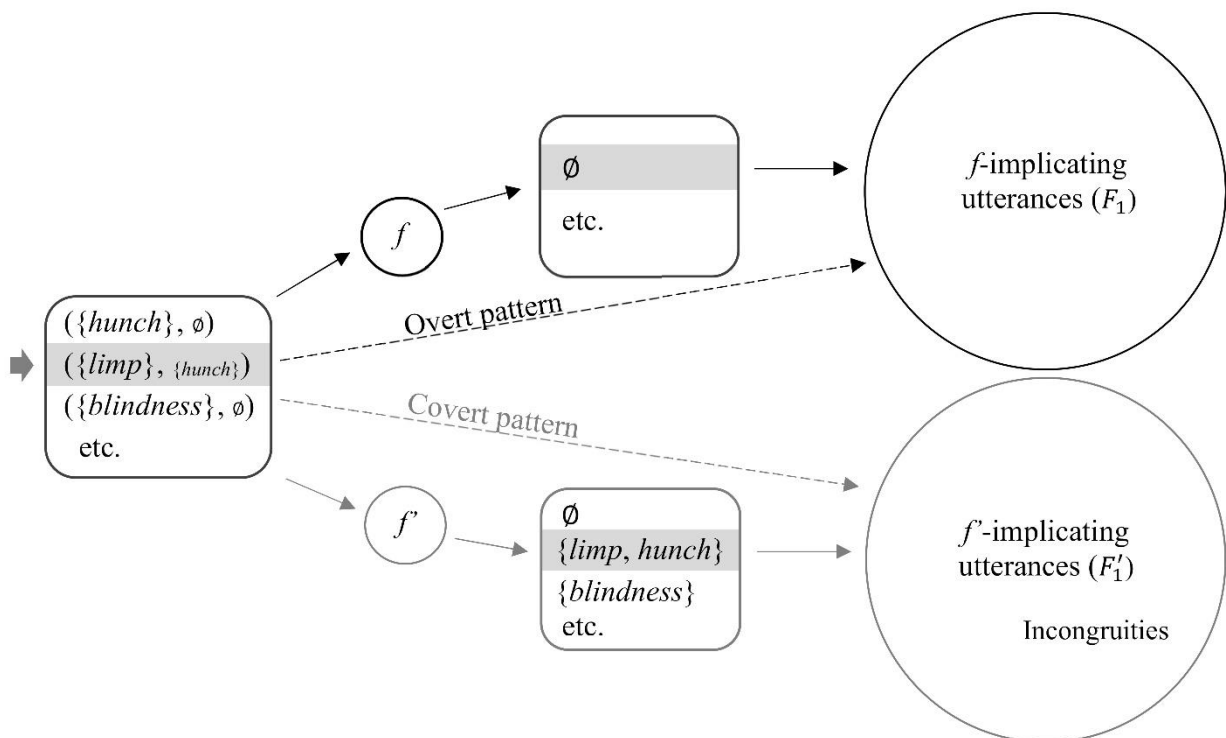 ∅
etc.
f-implicating
utterances (F₁)
f
Overt pattern
({hunch}, ∅)
({limp}, {hunch})
({blindness}, ∅)
etc.
Covert pattern
f’
∅
{limp, hunch}
{blindness}
etc.
f’-implicating
utterances (F₁′)
Incongruities